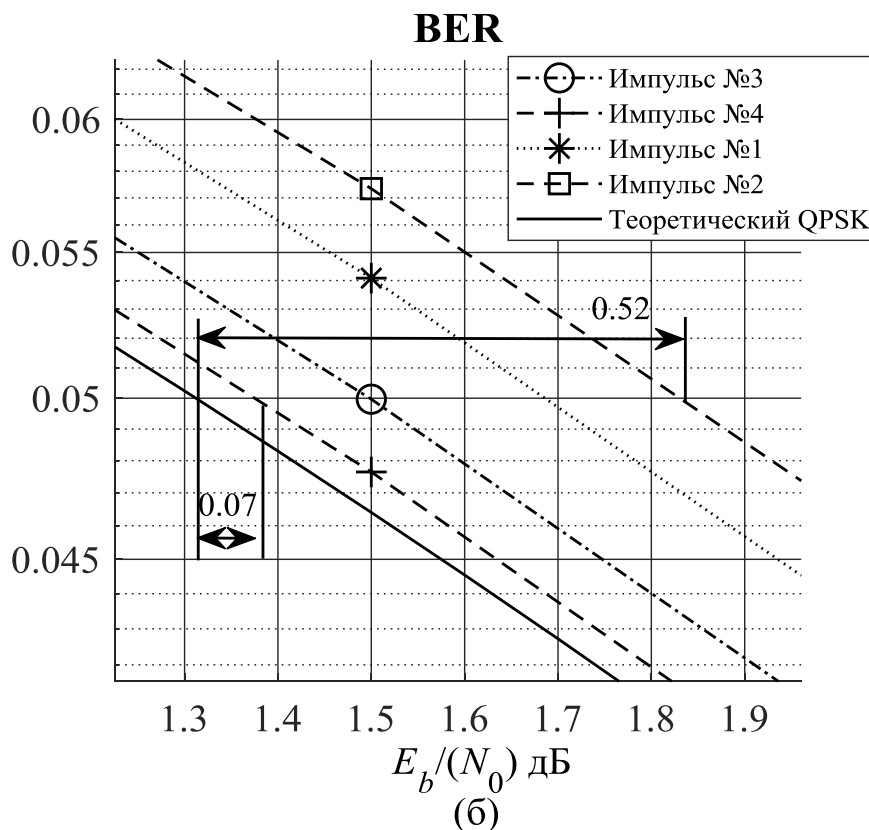 BER
Импульс №3
Импульс №4
Импульс №1
Импульс №2
Теоретический QPSK
0.06
0.055
0.05
0.045
0.52
0.07
1.3 1.4 1.5 1.6 1.7 1.8 1.9
E_b/(N_0) дБ
(б)